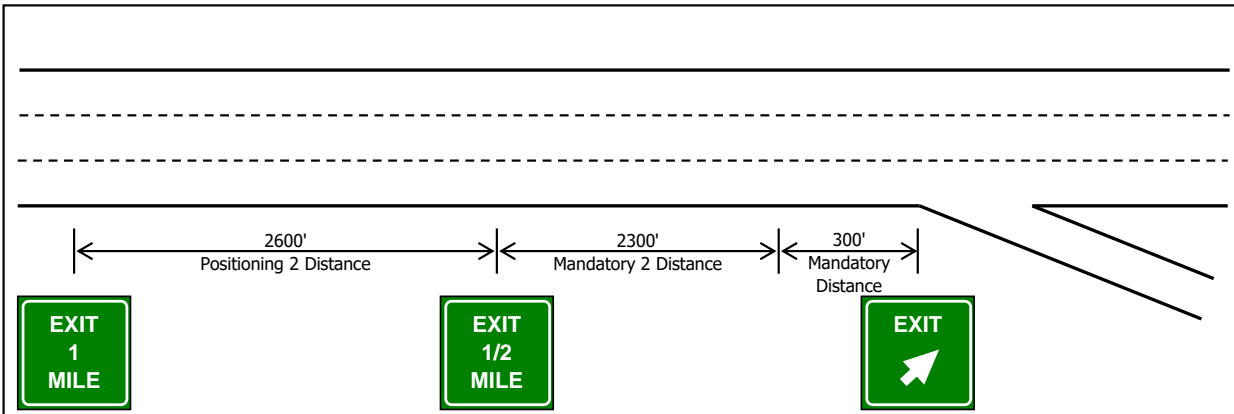 2600'
Positioning 2 Distance
2300'
Mandatory 2 Distance
300'
Mandatory
Distance
EXIT
1
MILE
EXIT
1/2
MILE
EXIT